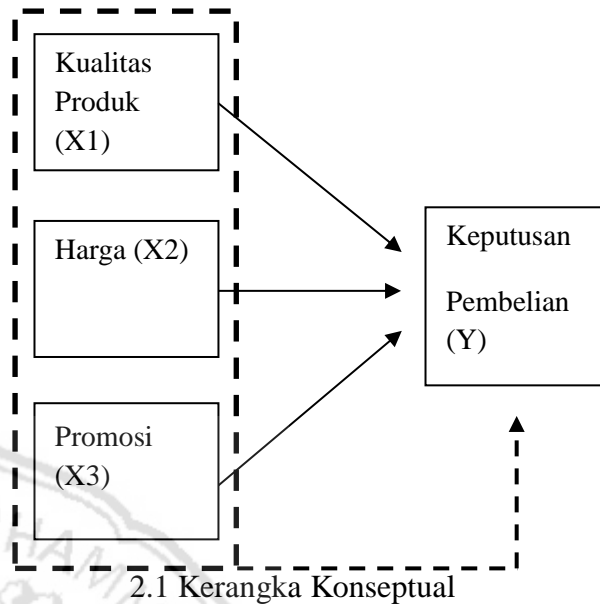 Kualitas
Produk
(X1)
Harga (X2)
Promosi
(X3)
Keputusan
Pembelian
(Y)
2.1 Kerangka Konseptual